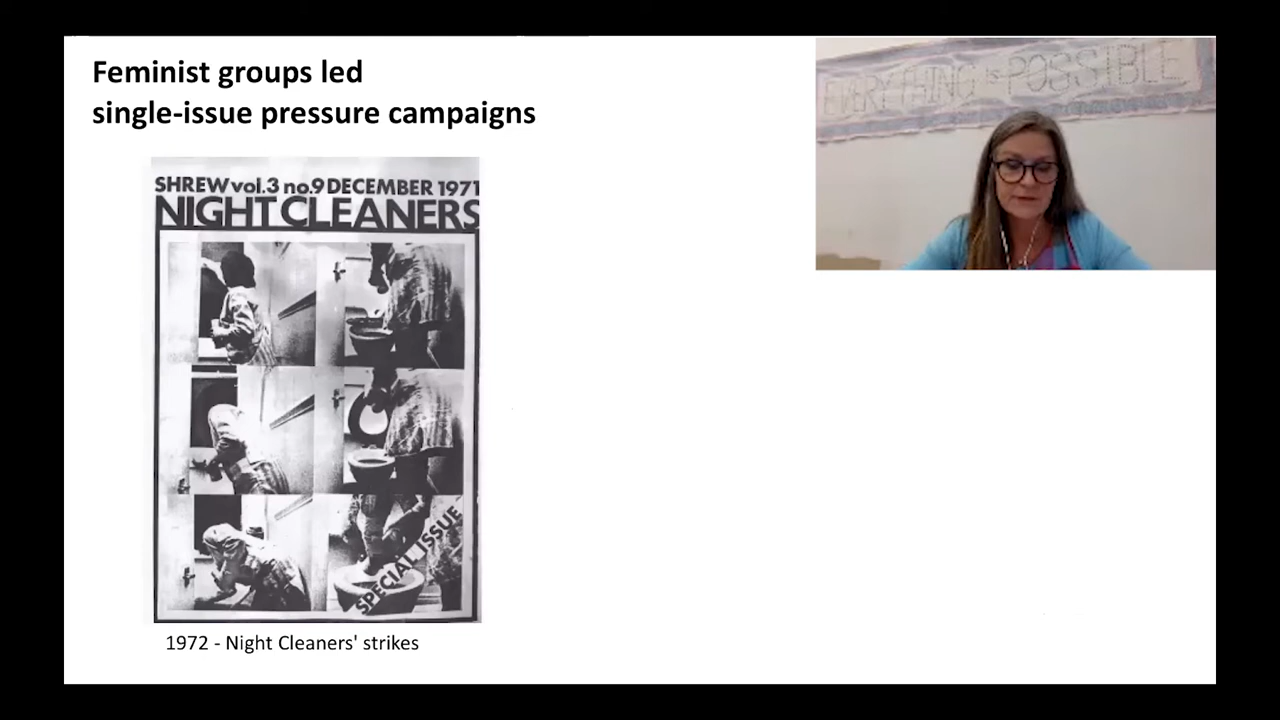 Feminist groups led
single-issue pressure campaigns
EVERYTHING IS POSSIBLE
SHREW vol.3 no.9 DECEMBER 1971
NIGHT CLEANERS
SPECIAL ISSUE
1972 - Night Cleaners' strikes